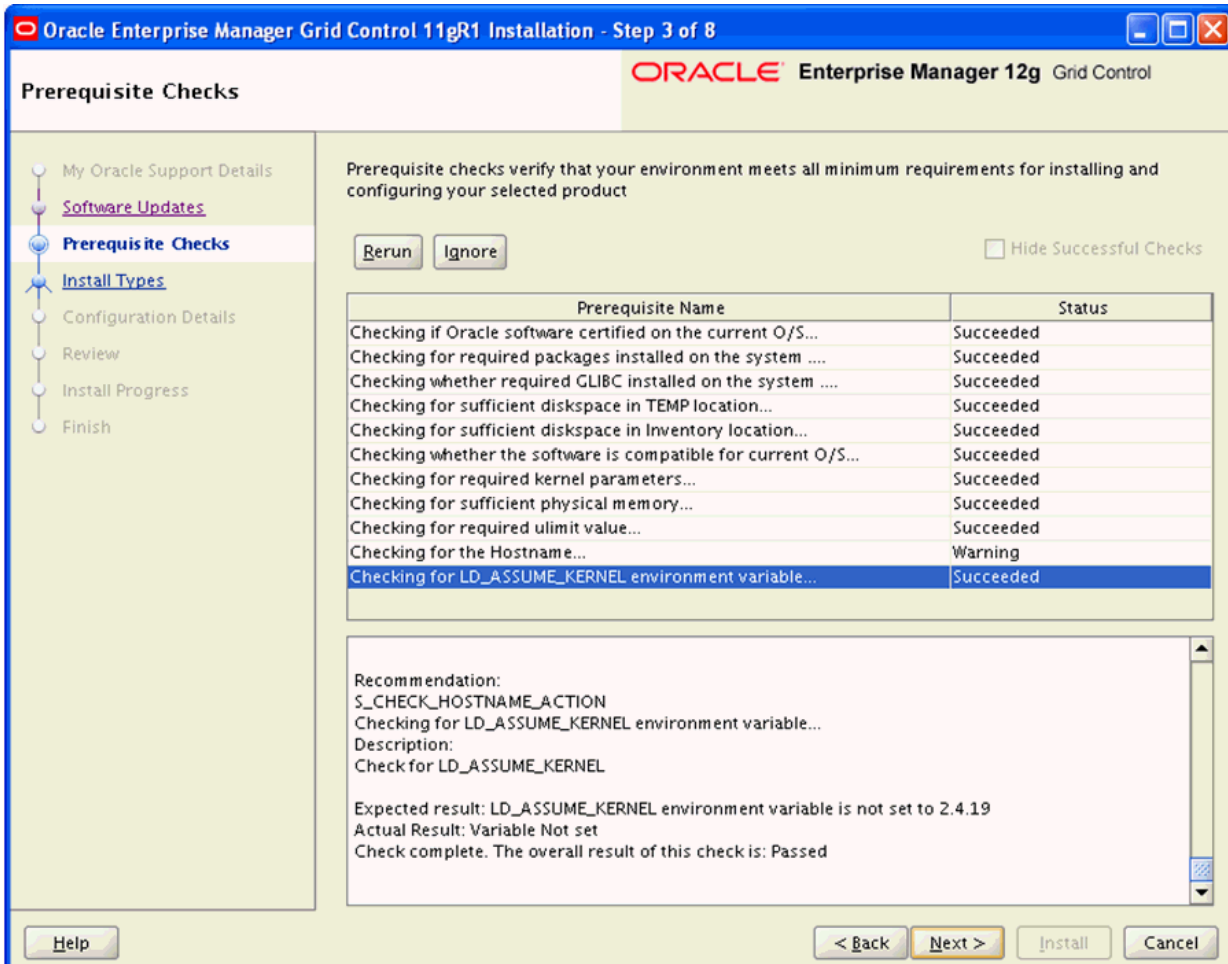 Oracle Enterprise Manager Grid Control 11gR1 Installation - Step 3 of 8
Prerequisite Checks
ORACLE Enterprise Manager 12g Grid Control
My Oracle Support Details
Software Updates
Prerequisite Checks
Install Types
Configuration Details
Review
Install Progress
Finish
Prerequisite checks verify that your environment meets all minimum requirements for installing and
configuring your selected product
Rerun Ignore Hide Successful Checks
Prerequisite Name Status
Checking if Oracle software certified on the current O/S... Succeeded
Checking for required packages installed on the system .... Succeeded
Checking whether required GLIBC installed on the system .... Succeeded
Checking for sufficient diskspace in TEMP location... Succeeded
Checking for sufficient diskspace in Inventory location... Succeeded
Checking whether the software is compatible for current O/S... Succeeded
Checking for required kernel parameters... Succeeded
Checking for sufficient physical memory... Succeeded
Checking for required ulimit value... Succeeded
Checking for the Hostname... Warning
Checking for LD_ASSUME_KERNEL environment variable... Succeeded
Recommendation:
S_CHECK_HOSTNAME_ACTION
Checking for LD_ASSUME_KERNEL environment variable...
Description:
Check for LD_ASSUME_KERNEL
Expected result: LD_ASSUME_KERNEL environment variable is not set to 2.4.19
Actual Result: Variable Not set
Check complete. The overall result of this check is: Passed
Help < Back Next > Install Cancel